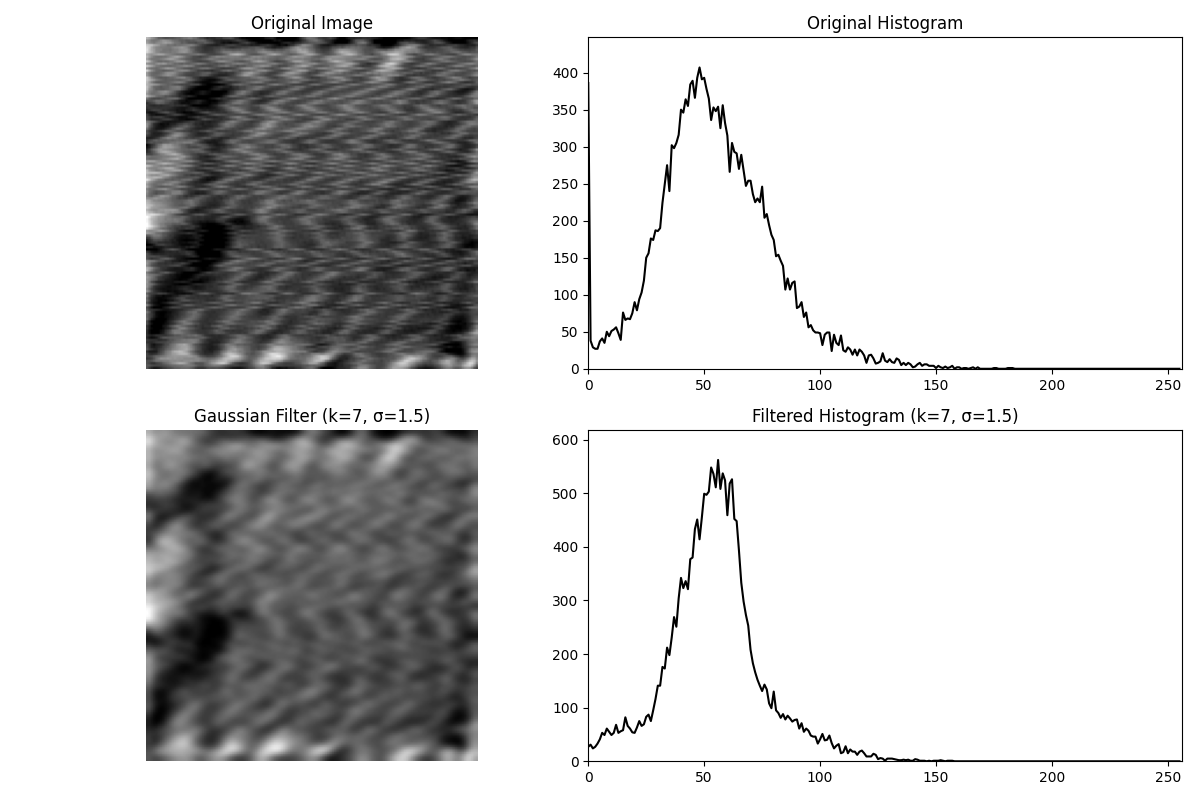 Original Image
Original Histogram
400
350
300
250
200
150
100
50
0
0 50 100 150 200 250
Gaussian Filter (k=7, σ=1.5)
Filtered Histogram (k=7, σ=1.5)
600
500
400
300
200
100
0
0 50 100 150 200 250